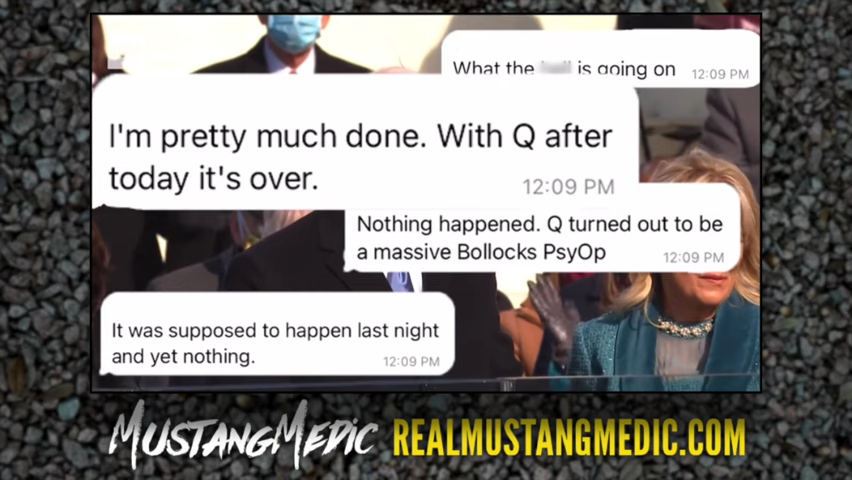 What the is going on 12:09 PM
I'm pretty much done. With Q after
today it's over. 12:09 PM
Nothing happened. Q turned out to be
a massive Bollocks PsyOp 12:09 PM
It was supposed to happen last night
and yet nothing. 12:09 PM
MUSTANGMEDIC REALMUSTANGMEDIC.COM